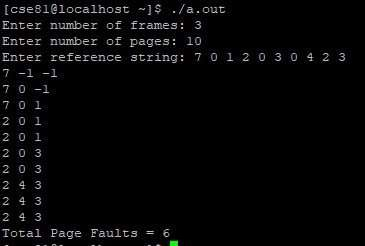 [cse81@localhost ~]$ ./a.out
Enter number of frames: 3
Enter number of pages: 10
Enter reference string: 7 0 1 2 0 3 0 4 2 3
7 -1 -1
7 0 -1
7 0 1
2 0 1
2 0 1
2 0 3
2 0 3
2 4 3
2 4 3
2 4 3
Total Page Faults = 6